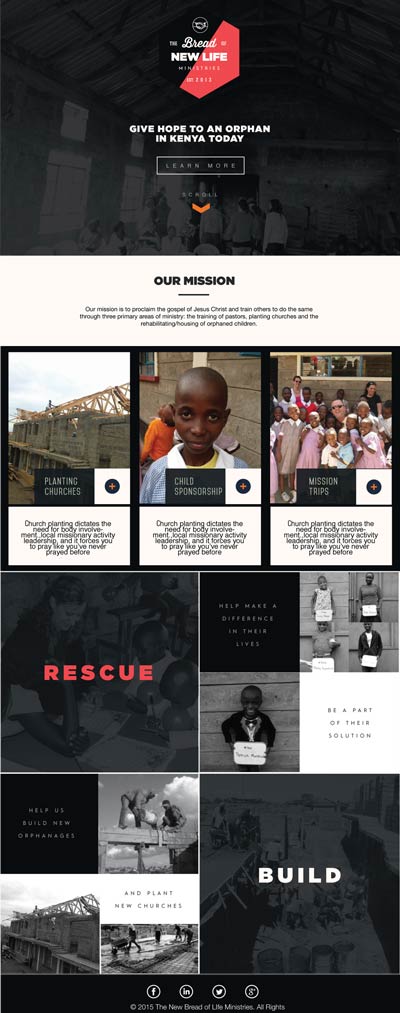 THE Bread OF
NEW LIFE
MINISTRIES
EST 2013
GIVE HOPE TO AN ORPHAN
IN KENYA TODAY
LEARN MORE
SCROLL
OUR MISSION
Our mission is to proclaim the gospel of Jesus Christ and train others to do the same
through three primary areas of ministry: the training of pastors, planting churches and the
rehabilitating/housing of orphaned children.
PLANTING
CHURCHES
CHILD
SPONSORSHIP
MISSION
TRIPS
Church planting dictates the
need for body involve-
ment..local missionary activity
leadership, and it forces you
to pray like you've never
prayed before
Church planting dictates the
need for body involve-
ment..local missionary activity
leadership, and it forces you
to pray like you've never
prayed before
Church planting dictates the
need for body involve-
ment..local missionary activity
leadership, and it forces you
to pray like you've never
prayed before
RESCUE
HELP MAKE A
DIFFERENCE
IN THEIR
LIVES
BE A PART
OF THEIR
SOLUTION
HELP US
BUILD NEW
ORPHANAGES
AND PLANT
NEW CHURCHES
BUILD
© 2015 The New Bread of Life Ministries. All Rights